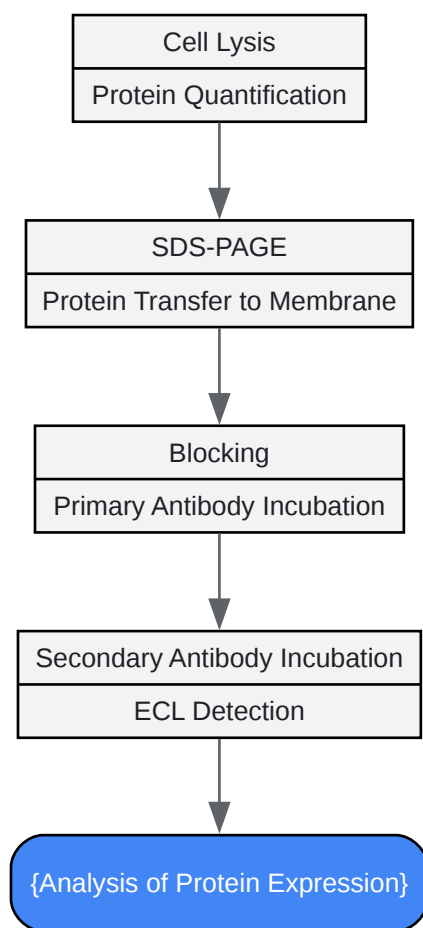 Cell Lysis
Protein Quantification
SDS-PAGE
Protein Transfer to Membrane
Blocking
Primary Antibody Incubation
Secondary Antibody Incubation
ECL Detection
{Analysis of Protein Expression}